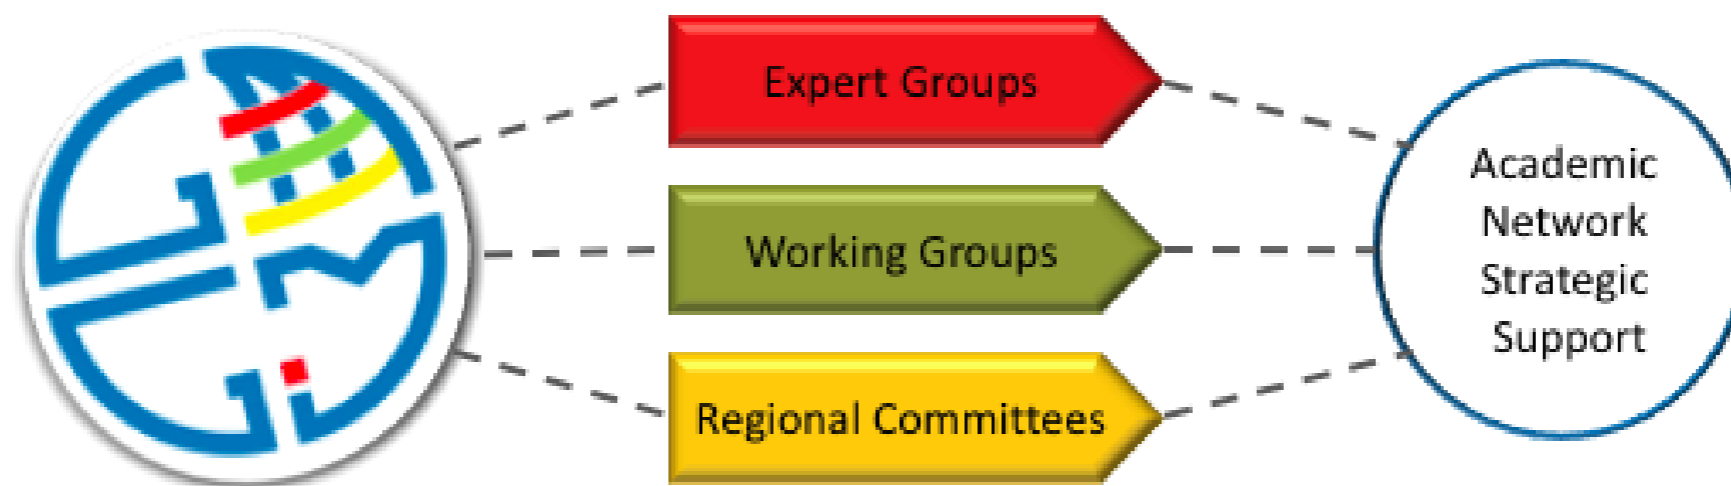 Expert Groups
Working Groups
Regional Committees
Academic
Network
Strategic
Support